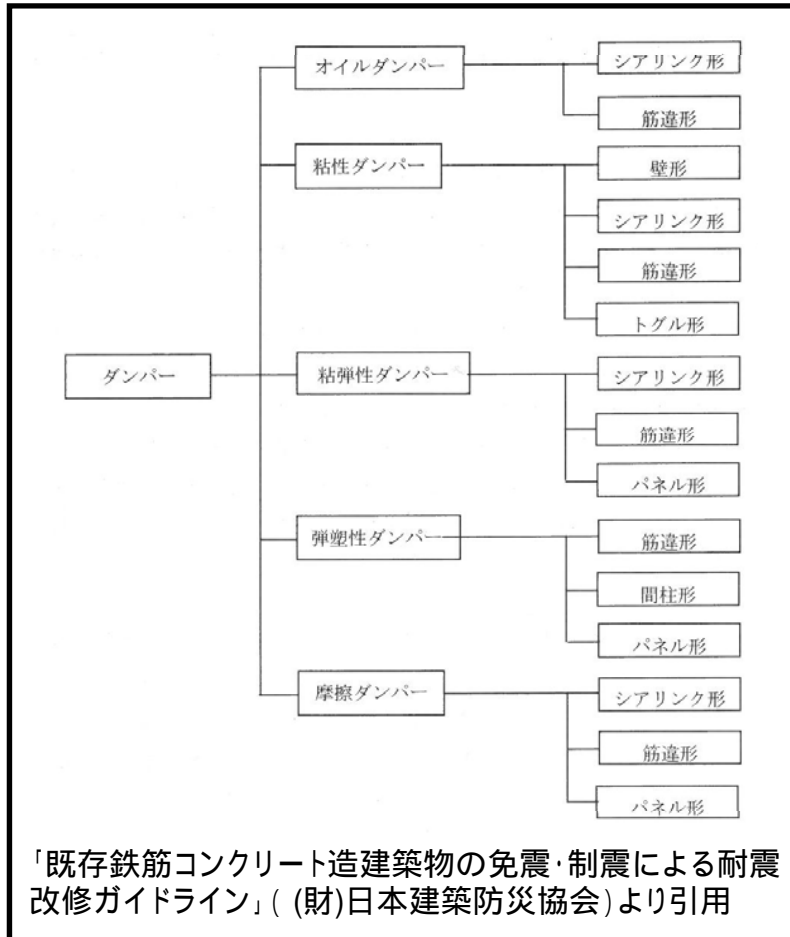 オイルダンパー
シアリンク形
筋違形
粘性ダンパー
壁形
シアリンク形
筋違形
トグル形
ダンパー
粘弾性ダンパー
シアリンク形
筋違形
パネル形
弾塑性ダンパー
筋違形
間柱形
パネル形
摩擦ダンパー
シアリンク形
筋違形
パネル形
「既存鉄筋コンクリート造建築物の免震・制震による耐震
改修ガイドライン」( (財)日本建築防災協会)より引用